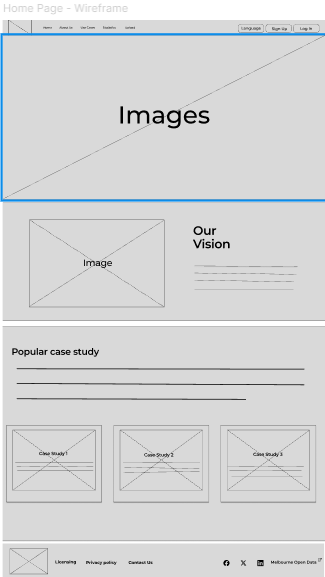 Home Page - Wireframe
Home About Us Use Cases Contact
Language Sign Up Log In
Images
Image
Our
Vision
Popular case study
Case Study 1
Case Study 2
Case Study 3
Licensing Privacy policy Contact Us
Melbourne Open Data